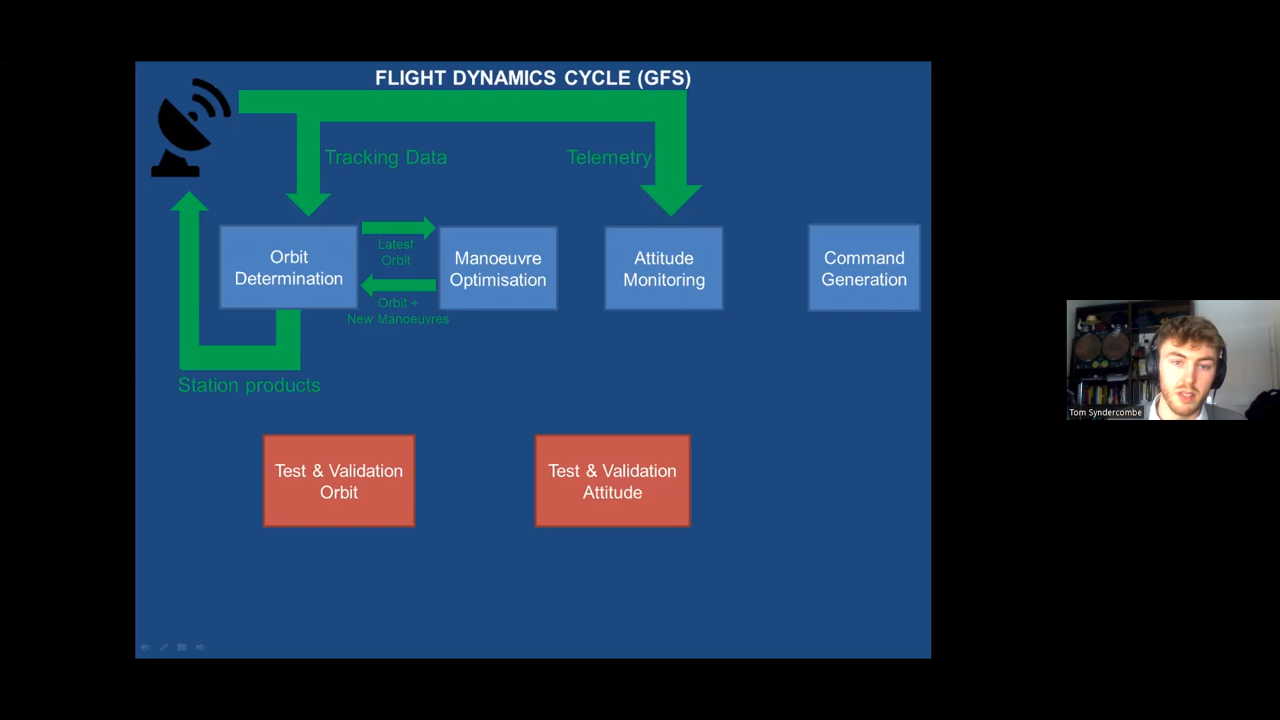 FLIGHT DYNAMICS CYCLE (GFS)
Tracking Data
Telemetry
Orbit
Determination
Latest
Orbit
Orbit +
New Manoeuvres
Manoeuvre
Optimisation
Attitude
Monitoring
Command
Generation
Station products
Test & Validation
Orbit
Test & Validation
Attitude
Tom Syndercombe